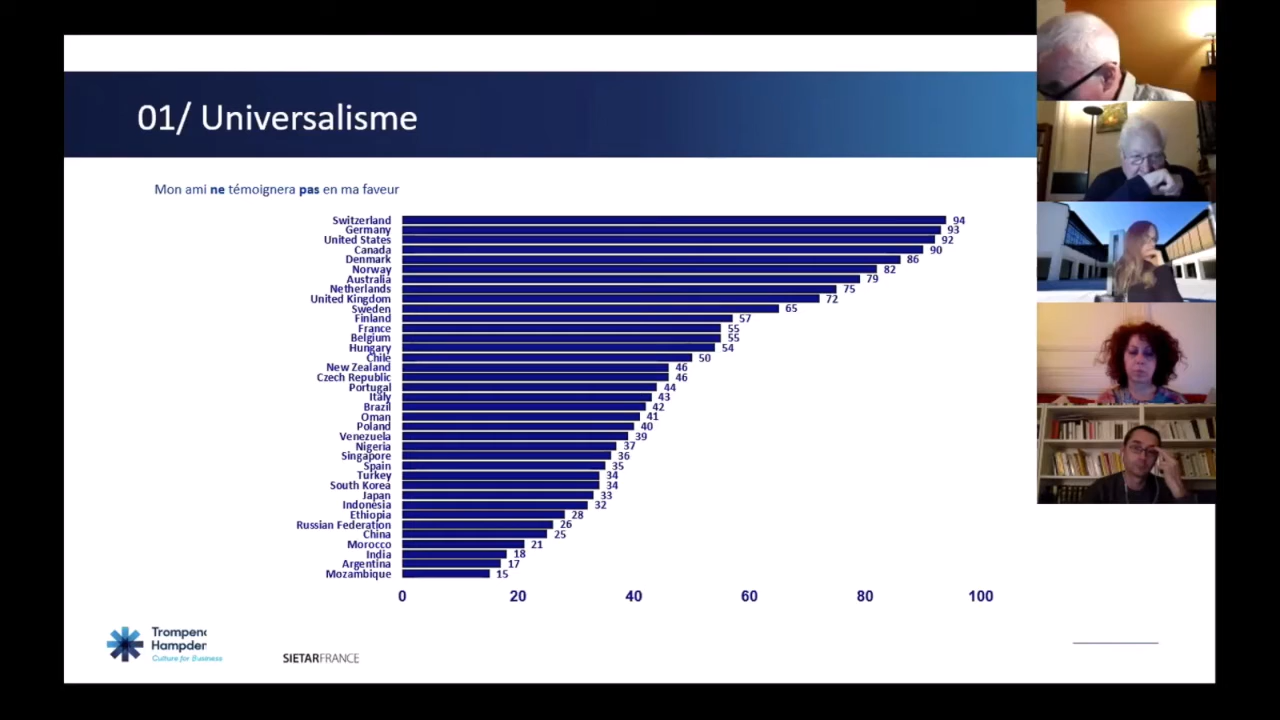 01/ Universalisme
Mon ami ne témoignera pas en ma faveur
Switzerland 94
Germany 93
United States 92
Canada 90
Denmark 86
Norway 82
Australia 79
Netherlands 75
United Kingdom 72
Sweden 65
Finland 57
France 55
Belgium 55
Hungary 54
Chile 50
New Zealand 46
Czech Republic 46
Portugal 44
Italy 43
Brazil 42
Oman 41
Poland 40
Venezuela 39
Nigeria 37
Singapore 36
Spain 35
Turkey 34
South Korea 34
Japan 33
Indonesia 32
Ethiopia 28
Russian Federation 26
China 25
Morocco 21
India 18
Argentina 17
Mozambique 15
0 20 40 60 80 100
Trompen
Hampder
Culture for Business
SIETARFRANCE